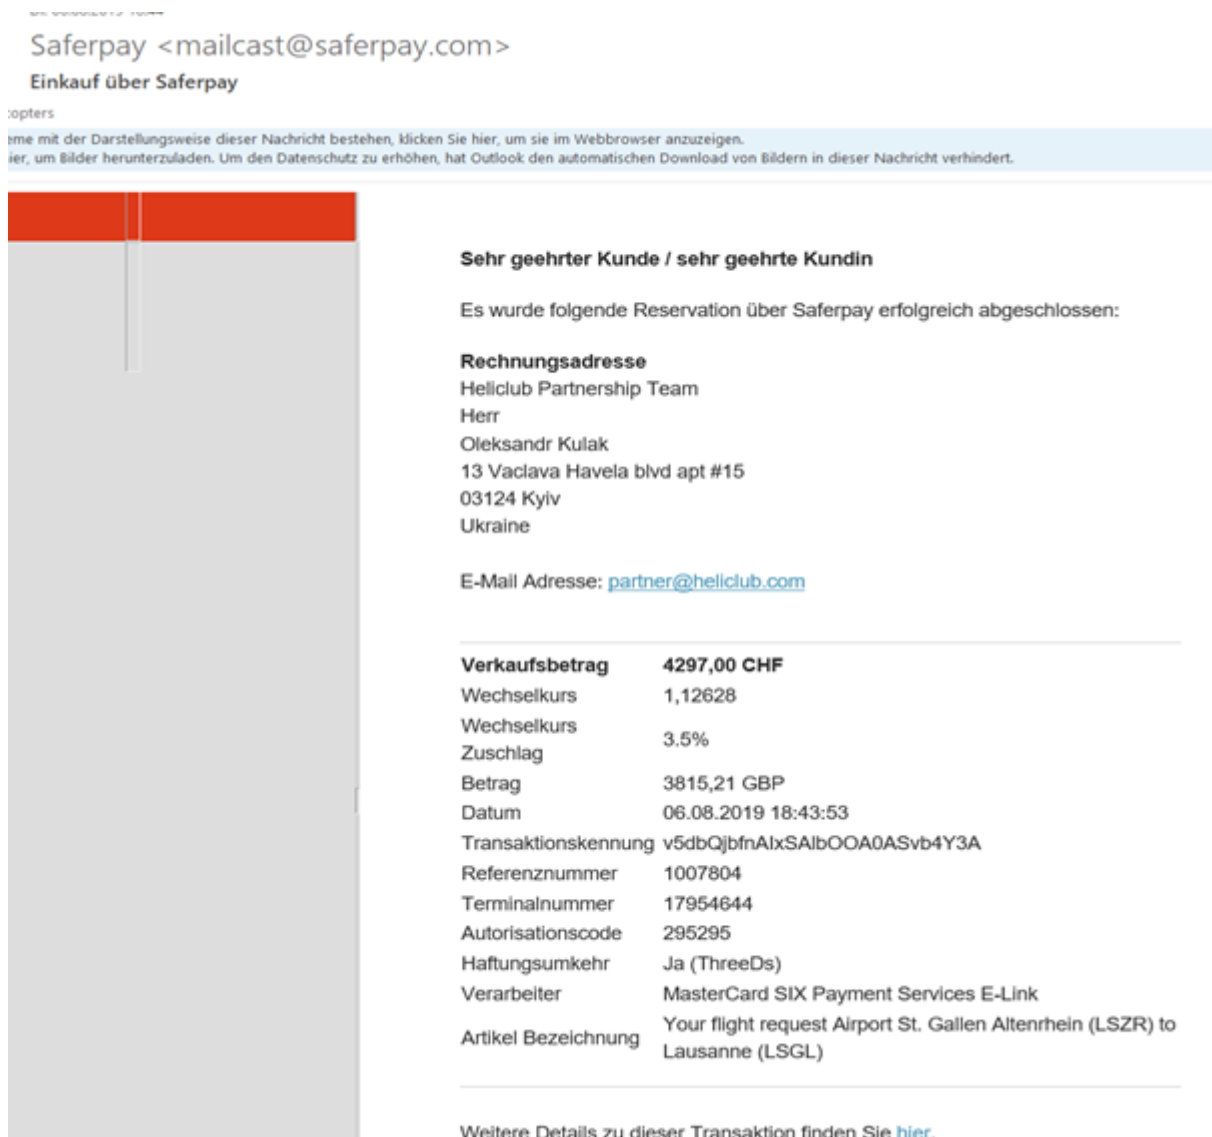 Saferpay <mailcast@saferpay.com>
Einkauf über Saferpay
copters
eme mit der Darstellungsweise dieser Nachricht bestehen, klicken Sie hier, um sie im Webbrowser anzuzeigen.
ier, um Bilder herunterzuladen. Um den Datenschutz zu erhöhen, hat Outlook den automatischen Download von Bildern in dieser Nachricht verhindert.
Sehr geehrter Kunde / sehr geehrte Kundin
Es wurde folgende Reservation über Saferpay erfolgreich abgeschlossen:
Rechnungsadresse
Heliclub Partnership Team
Herr
Oleksandr Kulak
13 Vaclava Havela blvd apt #15
03124 Kyiv
Ukraine
E-Mail Adresse: partner@heliclub.com
Verkaufsbetrag 4297,00 CHF
Wechselkurs 1,12628
Wechselkurs
Zuschlag 3.5%
Betrag 3815,21 GBP
Datum 06.08.2019 18:43:53
Transaktionskennung v5dbQjbfnAIxSAlbOOA0ASvb4Y3A
Referenznummer 1007804
Terminalnummer 17954644
Autorisationscode 295295
Haftungsumkehr Ja (ThreeDs)
Verarbeiter MasterCard SIX Payment Services E-Link
Artikel Bezeichnung Your flight request Airport St. Gallen Altenrhein (LSZR) to
Lausanne (LSGL)
Weitere Details zu dieser Transaktion finden Sie hier.